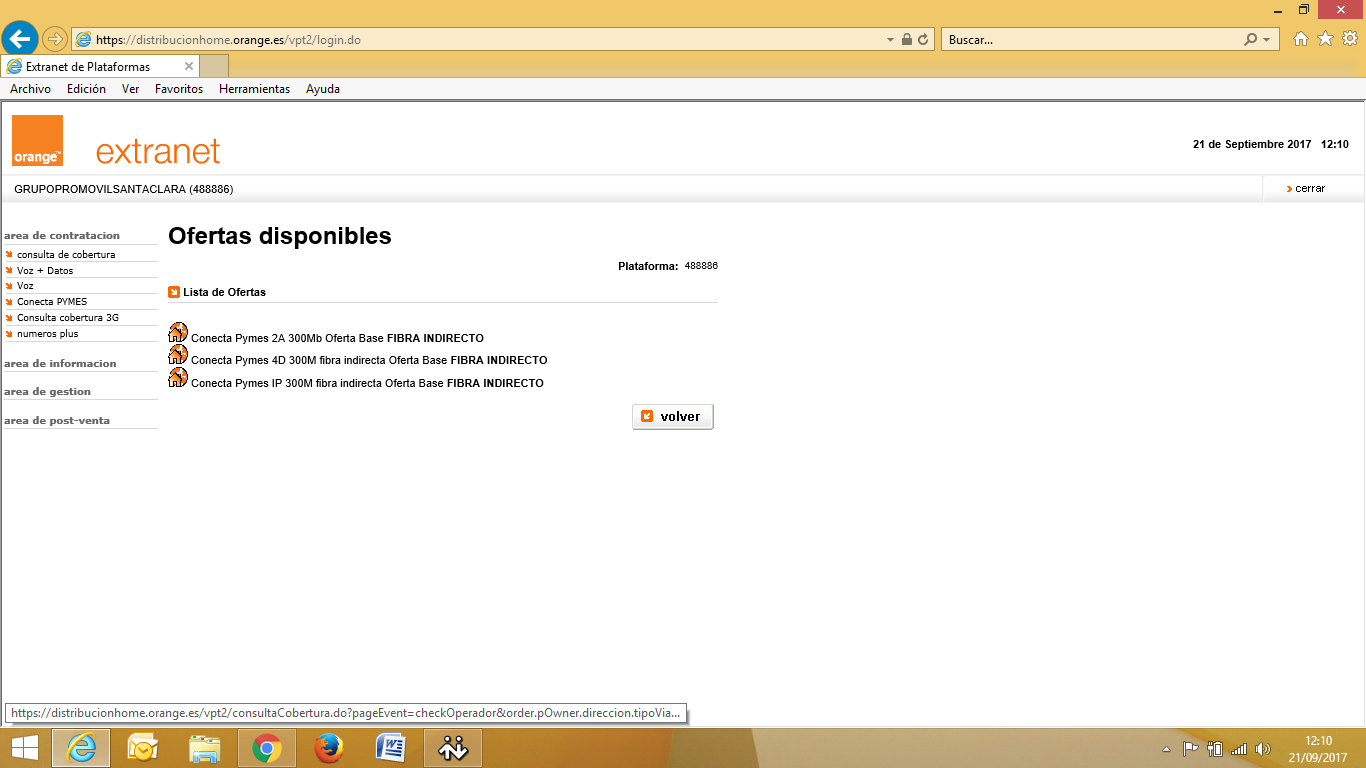 https://distribucionhome.orange.es/vpt2/login.do
Buscar...
Extranet de Plataformas
Archivo Edición Ver Favoritos Herramientas Ayuda
orange™
extranet
21 de Septiembre 2017 12:10
GRUPOPROMOVILSANTACLARA (488886)
cerrar
area de contratacion
consulta de cobertura
Voz + Datos
Voz
Conecta PYMES
Consulta cobertura 3G
numeros plus
area de informacion
area de gestion
area de post-venta
Ofertas disponibles
Plataforma: 488886
Lista de Ofertas
Conecta Pymes 2A 300Mb Oferta Base FIBRA INDIRECTO
Conecta Pymes 4D 300M fibra indirecta Oferta Base FIBRA INDIRECTO
Conecta Pymes IP 300M fibra indirecta Oferta Base FIBRA INDIRECTO
volver
https://distribucionhome.orange.es/vpt2/consultaCobertura.do?pageEvent=checkOperador&order.pOwner.direccion.tipoVia...
12:10
21/09/2017